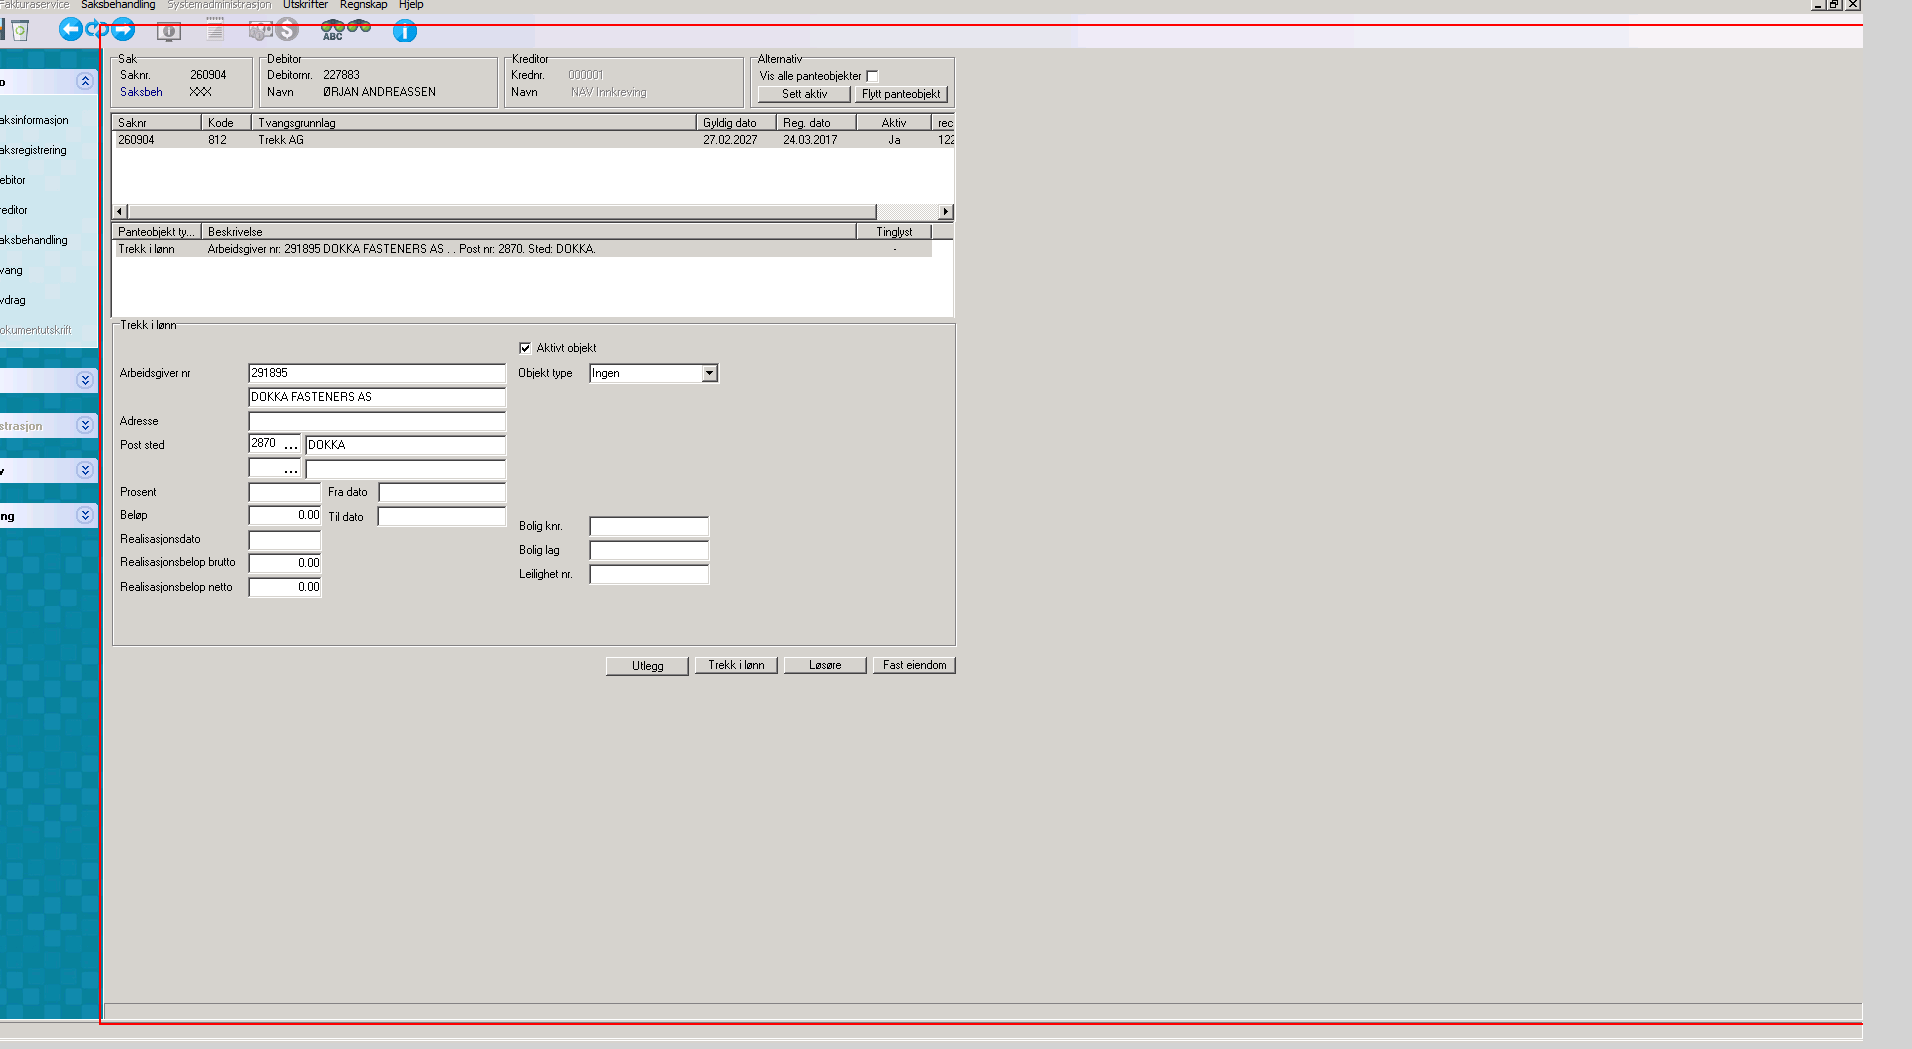 Fakturaservice Saksbehandling Systemadministrasjon Utskrifter Regnskap Hjelp
ABC
Sak
Saknr. 260904
Saksbeh XXX
Debitor
Debitornr. 227883
Navn ØRJAN ANDREASSEN
Kreditor
Krednr. 000001
Navn NAV Innkreving
Alternativ
Vis alle panteobjekter
Sett aktiv Flytt panteobjekt
o
aksinformasjon
aksregistrering
ebitor
reditor
aksbehandling
vang
vdrag
okumentutskrift
strasjon
v
ng
Saknr Kode Tvangsgrunnlag Gyldig dato Reg. dato Aktiv rec
260904 812 Trekk AG 27.02.2027 24.03.2017 Ja 122
Panteobjekt ty... Beskrivelse Tinglyst
Trekk i lønn Arbeidsgiver nr: 291895 DOKKA FASTENERS AS . . Post nr: 2870. Sted: DOKKA. -
Trekk i lønn
Aktivt objekt
Arbeidsgiver nr 291895 Objekt type Ingen
DOKKA FASTENERS AS
Adresse
Post sted 2870 ... DOKKA
...
Prosent Fra dato
Beløp 0.00 Til dato
Bolig knr.
Realisasjonsdato
Bolig lag
Realisasjonsbelop brutto 0.00
Leilighet nr.
Realisasjonsbelop netto 0.00
Utlegg Trekk i lønn Løsøre Fast eiendom